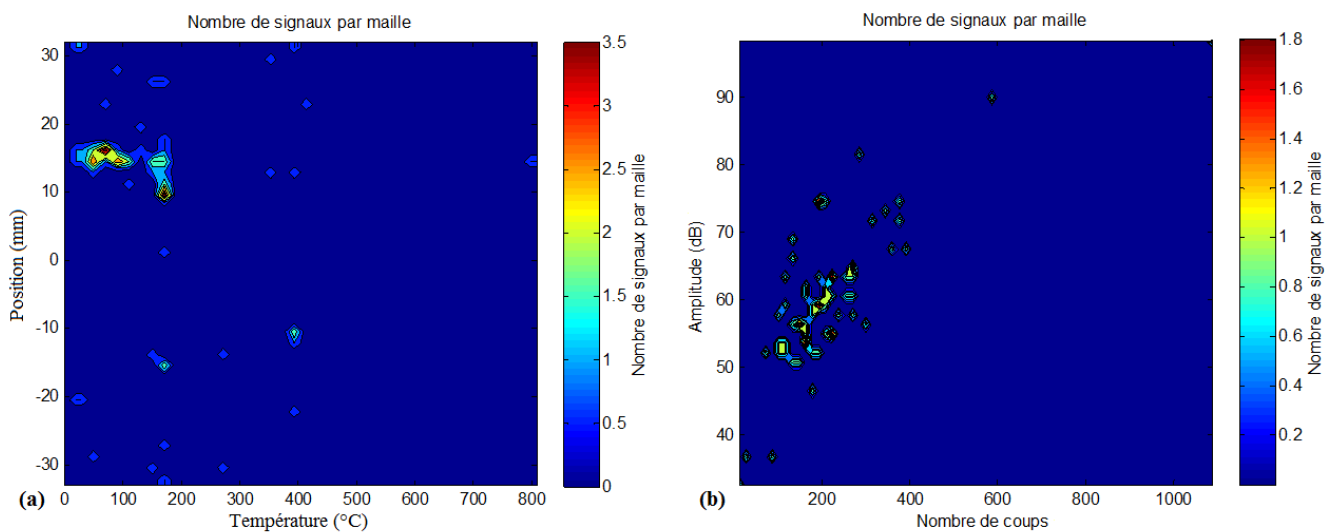 Nombre de signaux par maille
30
20
10
0
-10
-20
-30
Position (mm)
0 100 200 300 400 500 600 700 800
Température (°C)
(a)
3.5
3
2.5
2
1.5
1
0.5
0
Nombre de signaux par maille
Nombre de signaux par maille
90
80
70
60
50
40
Amplitude (dB)
200 400 600 800 1000
Nombre de coups
(b)
1.8
1.6
1.4
1.2
1
0.8
0.6
0.4
0.2
Nombre de signaux par maille